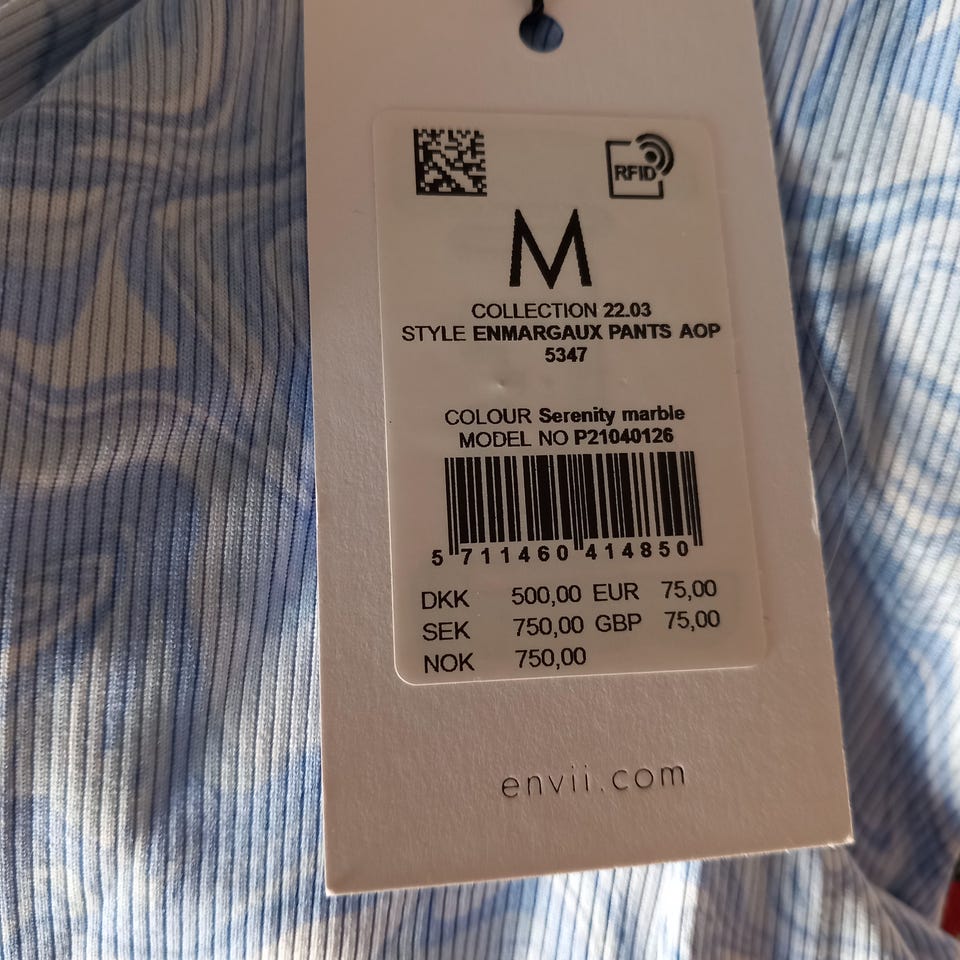 RFID
M
COLLECTION 22.03
STYLE ENMARGAUX PANTS AOP
5347
COLOUR Serenity marble
MODEL NO P21040126
5 711460 414850
DKK 500,00 EUR 75,00
SEK 750,00 GBP 75,00
NOK 750,00
envii.com